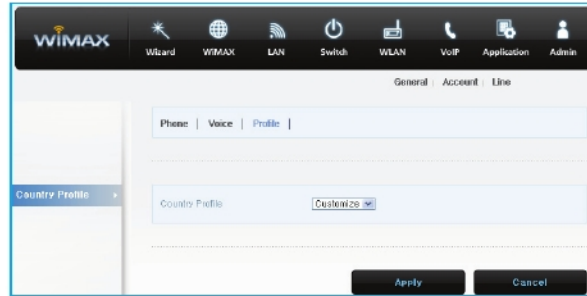 WiMAX
Wizard WiMAX LAN Switch WLAN VoIP Application Admin
General | Account | Line
Phone | Voice | Profile |
Country Profile
Country Profile Customize
Apply Cancel